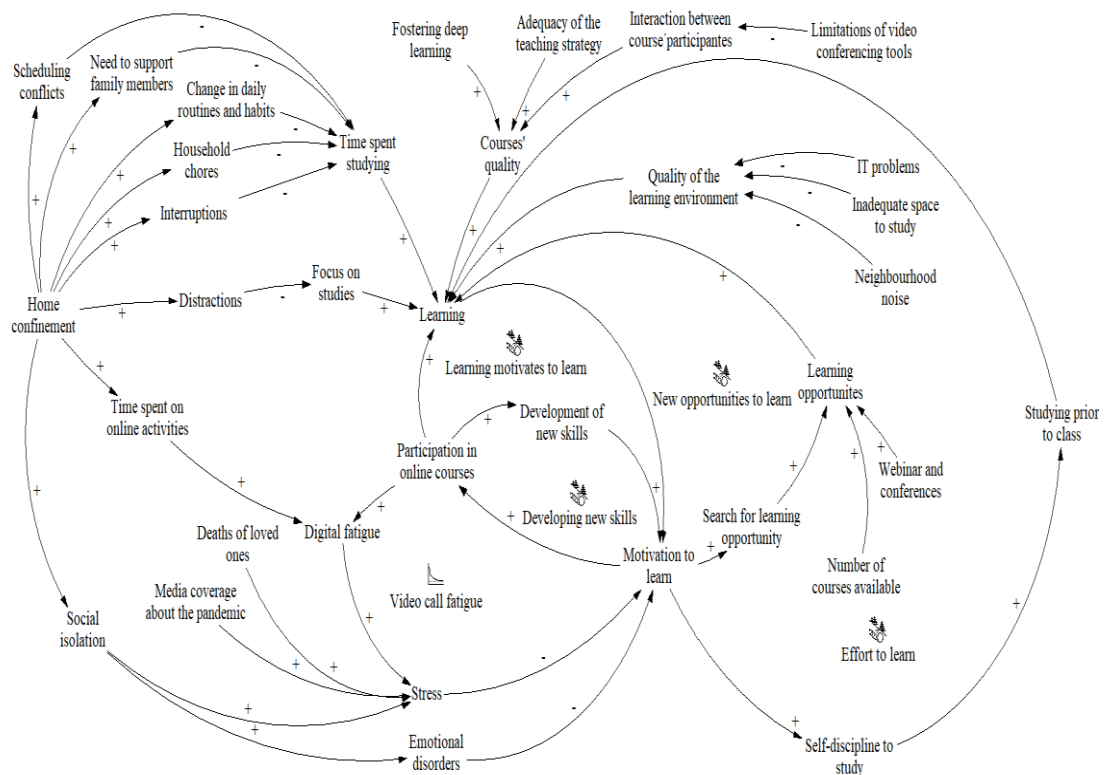 Fostering deep
learning
Adequacy of the
teaching strategy
Interaction between
course´participantes
Limitations of video
conferencing tools
Scheduling
conflicts
Need to support
family members
Change in daily
routines and habits
Household
chores
Interruptions
Time spent
studying
Courses'
quality
Quality of the
learning environment
IT problems
Inadequate space
to study
Neighbourhood
noise
Home
confinement
Distractions
Focus on
studies
Learning
Learning motivates to learn
New opportunities to learn
Learning
opportunites
Studying prior
to class
Time spent on
online activities
Development of
new skills
Participation in
online courses
Webinar and
conferences
Developing new skills
Search for learning
opportunity
Deaths of loved
ones
Digital fatigue
Motivation to
learn
Number of
courses available
Media coverage
about the pandemic
Video call fatigue
Social
isolation
Effort to learn
Stress
Emotional
disorders
Self-discipline to
study